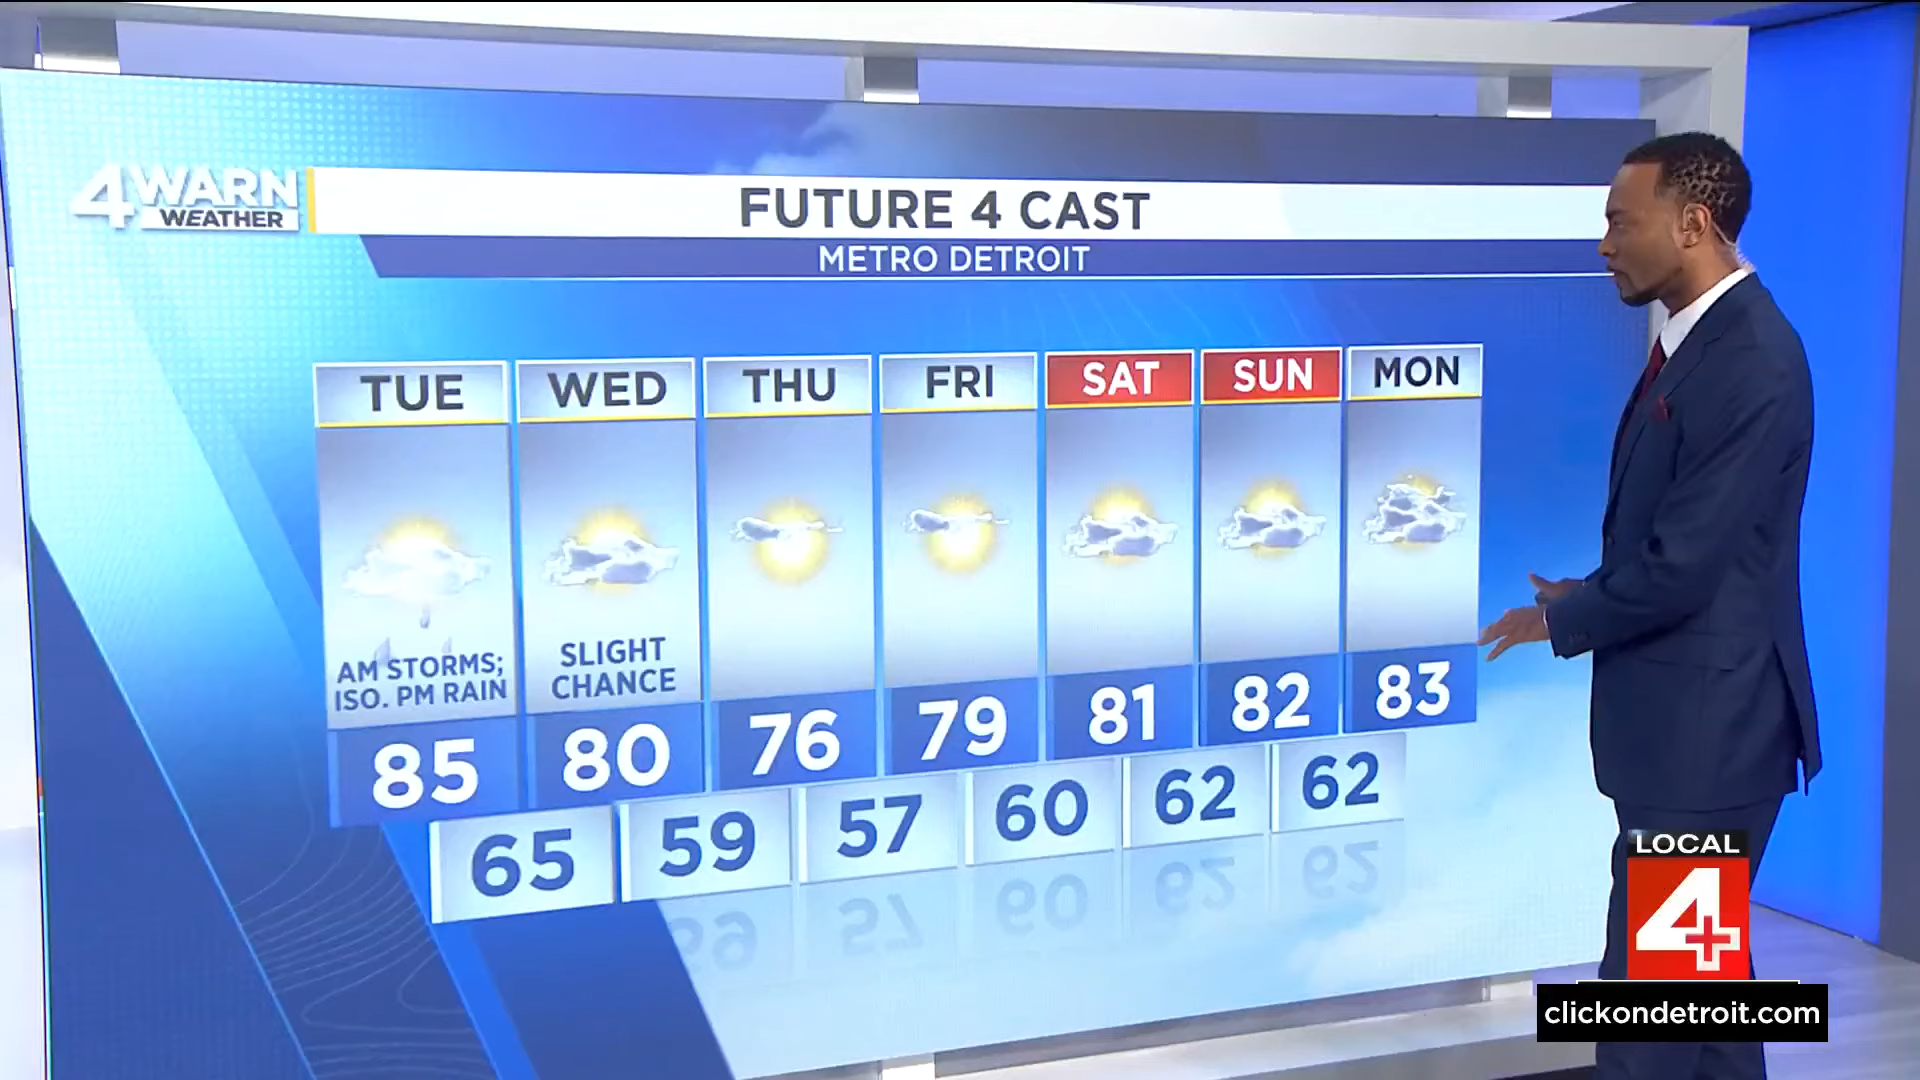 4WARN
WEATHER
FUTURE 4 CAST
METRO DETROIT
TUE WED THU FRI SAT SUN MON
AM STORMS;
ISO. PM RAIN
SLIGHT
CHANCE
85 80 76 79 81 82 83
65 59 57 60 62 62
LOCAL
4+
clickondetroit.com